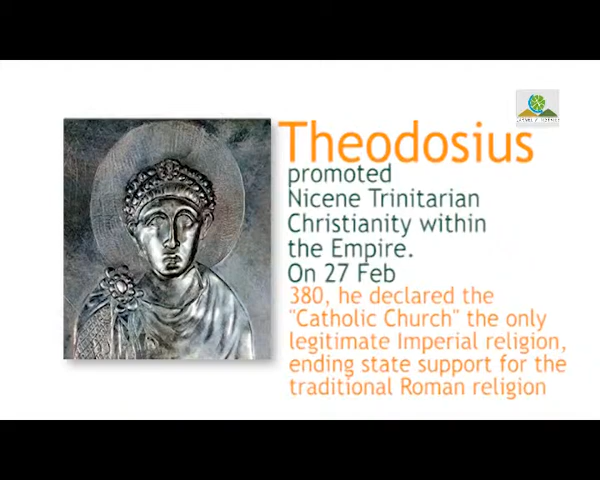 Theodosius
promoted
Nicene Trinitarian
Christianity within
the Empire.
On 27 Feb
380, he declared the
"Catholic Church" the only
legitimate Imperial religion,
ending state support for the
traditional Roman religion